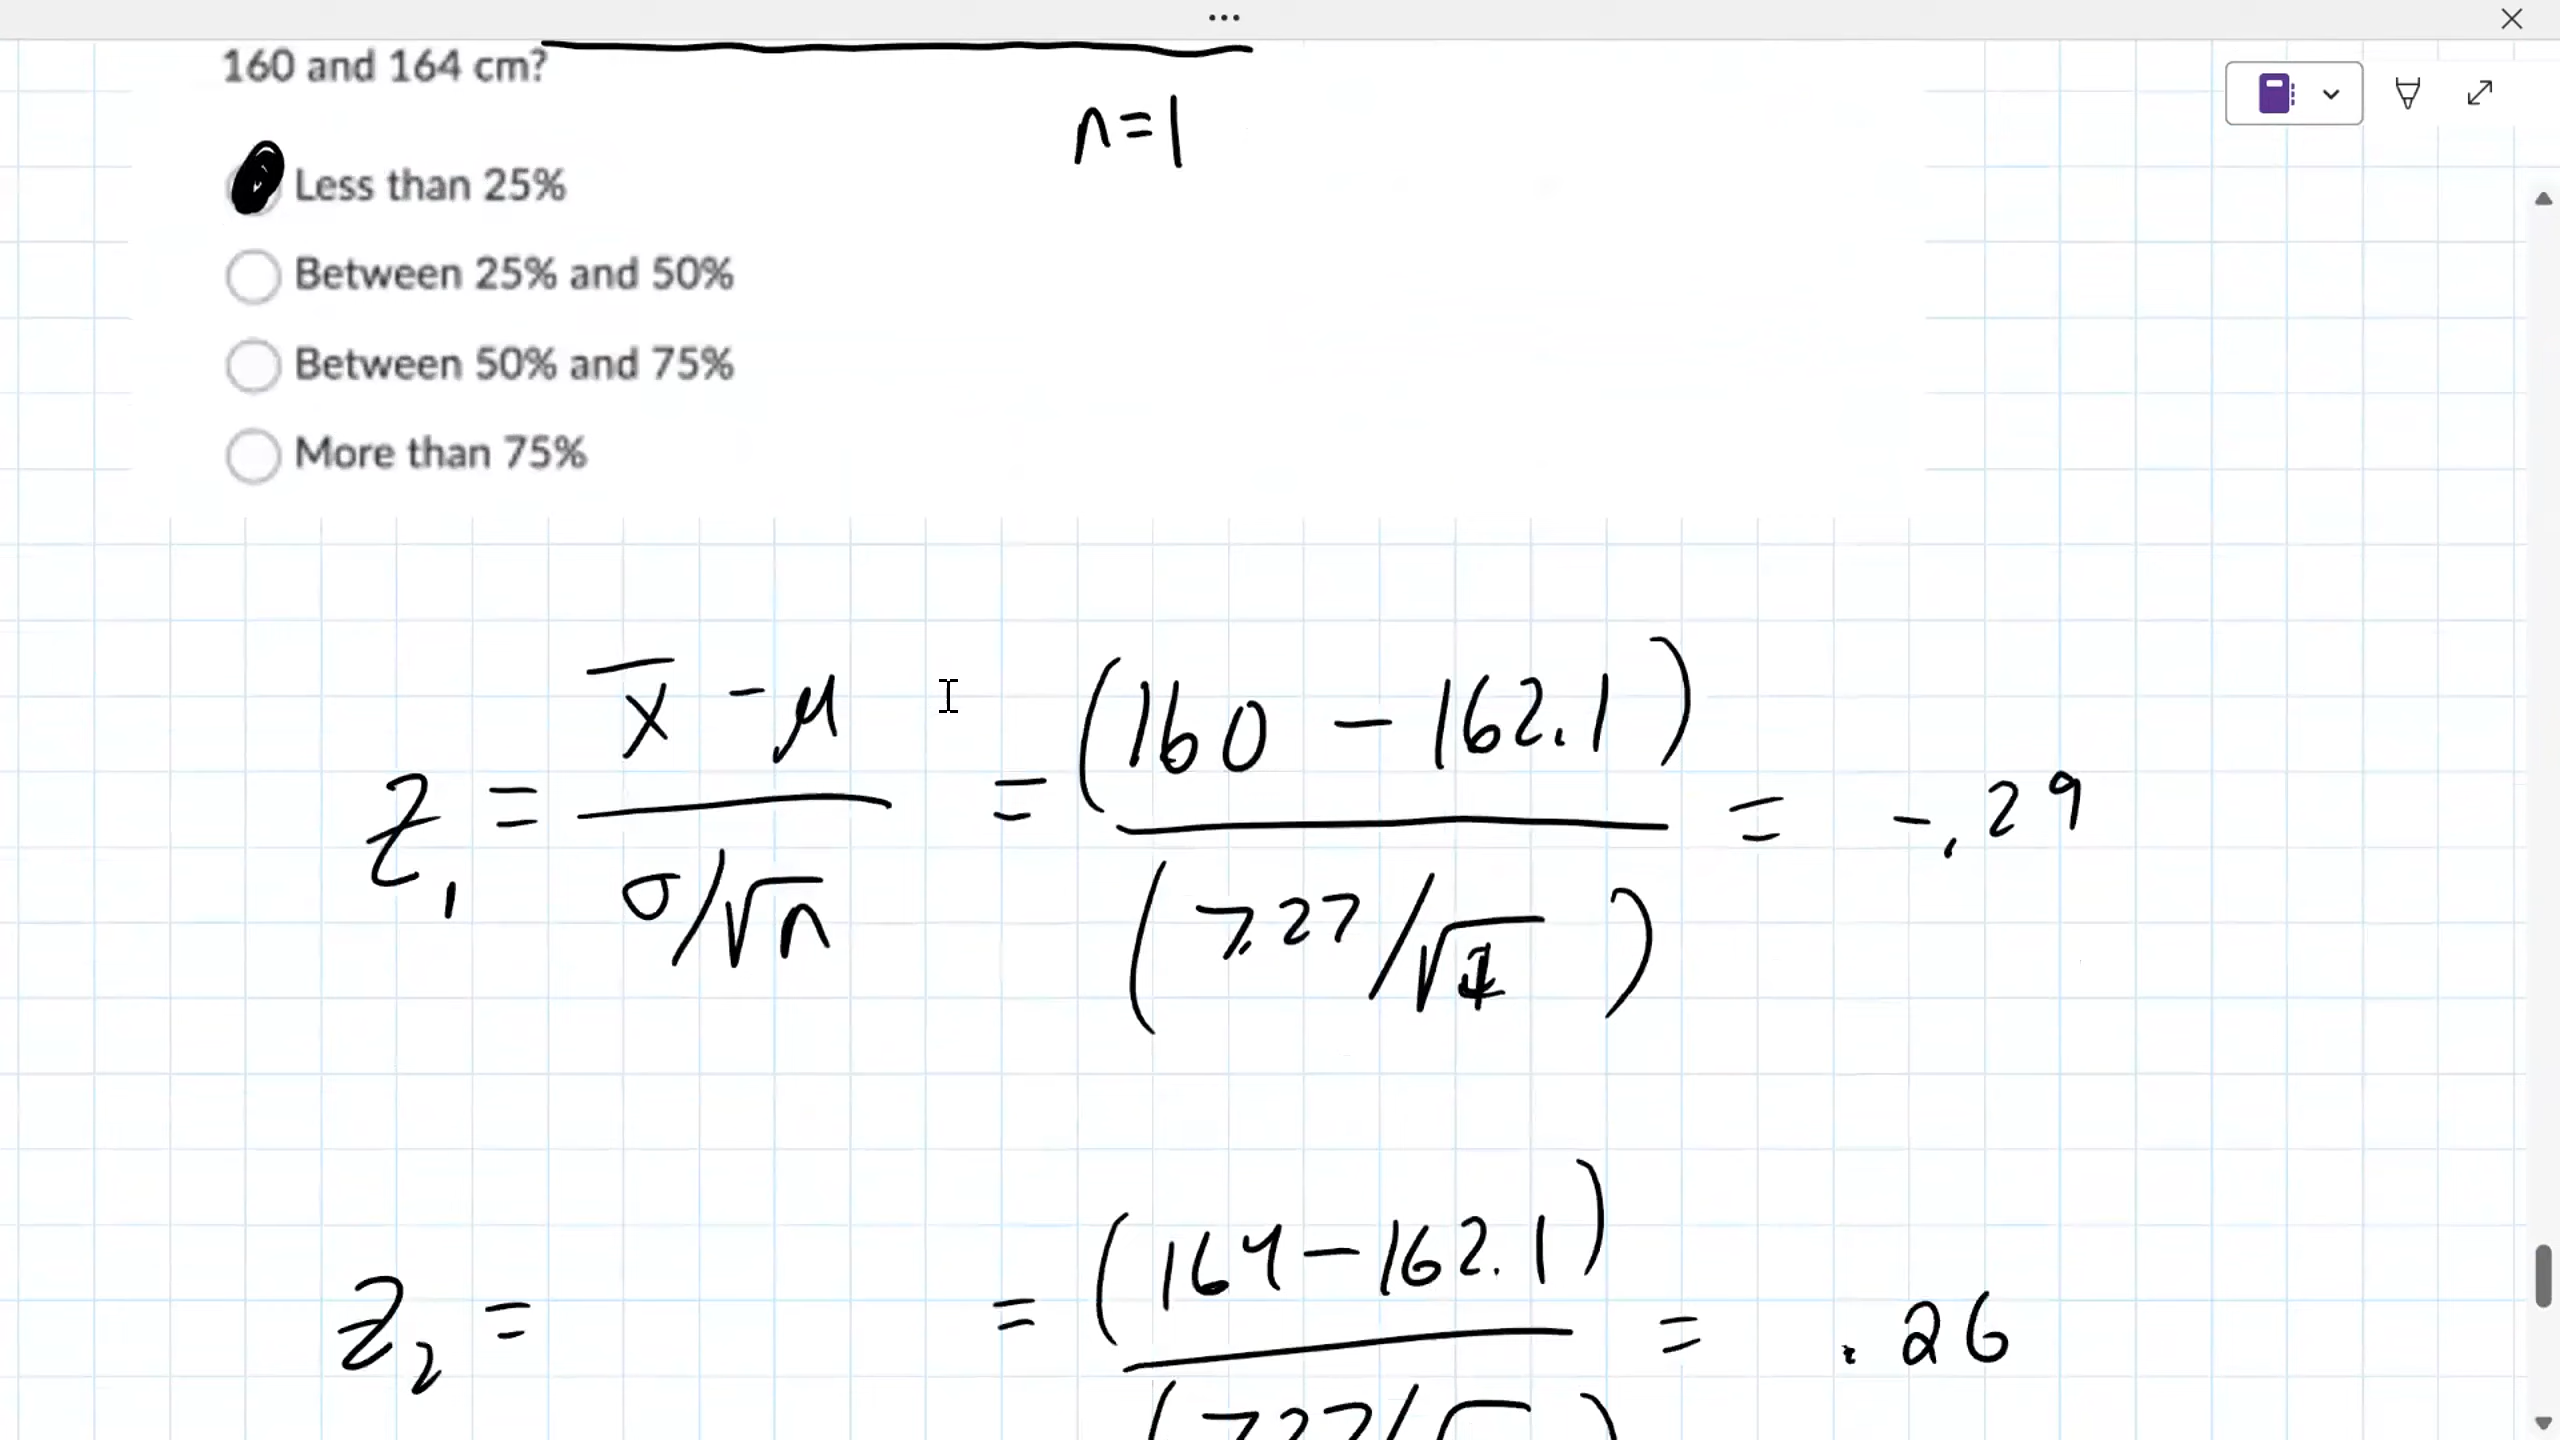 160 and 164 cm?
n=1
Less than 25%
Between 25% and 50%
Between 50% and 75%
More than 75%
z₁ = (x̄ - μ)/(σ/√n) = (160 - 162.1)/(7.27/√1) = -.29
z₂ = = (164 - 162.1)/(7.27/√ ) = .26